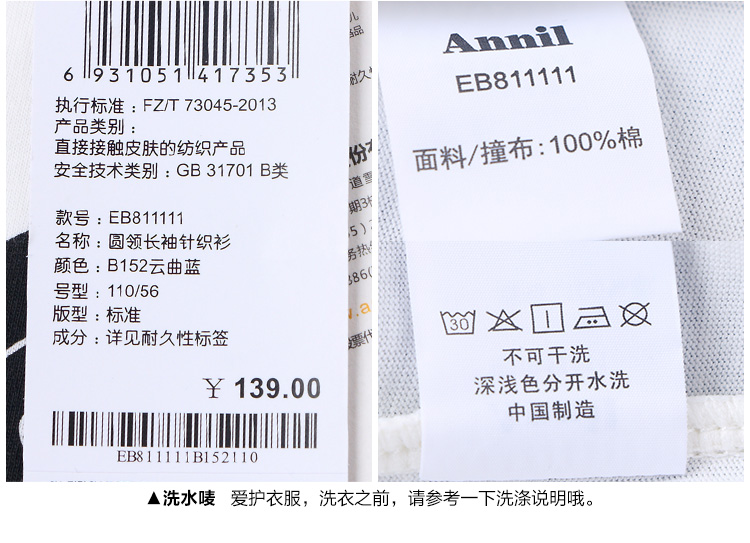 6 931051 417353
执行标准：FZ/T 73045-2013
产品类别：
直接接触皮肤的纺织产品
安全技术类别：GB 31701 B类
款号：EB811111
名称：圆领长袖针织衫
颜色：B152云曲蓝
号型：110/56
版型：标准
成分：详见耐久性标签
￥ 139.00
EB811111B152110
Annil
EB811111
面料/撞布：100%棉
30
不可干洗
深浅色分开水洗
中国制造
▲洗水唛 爱护衣服，洗衣之前，请参考一下洗涤说明哦。